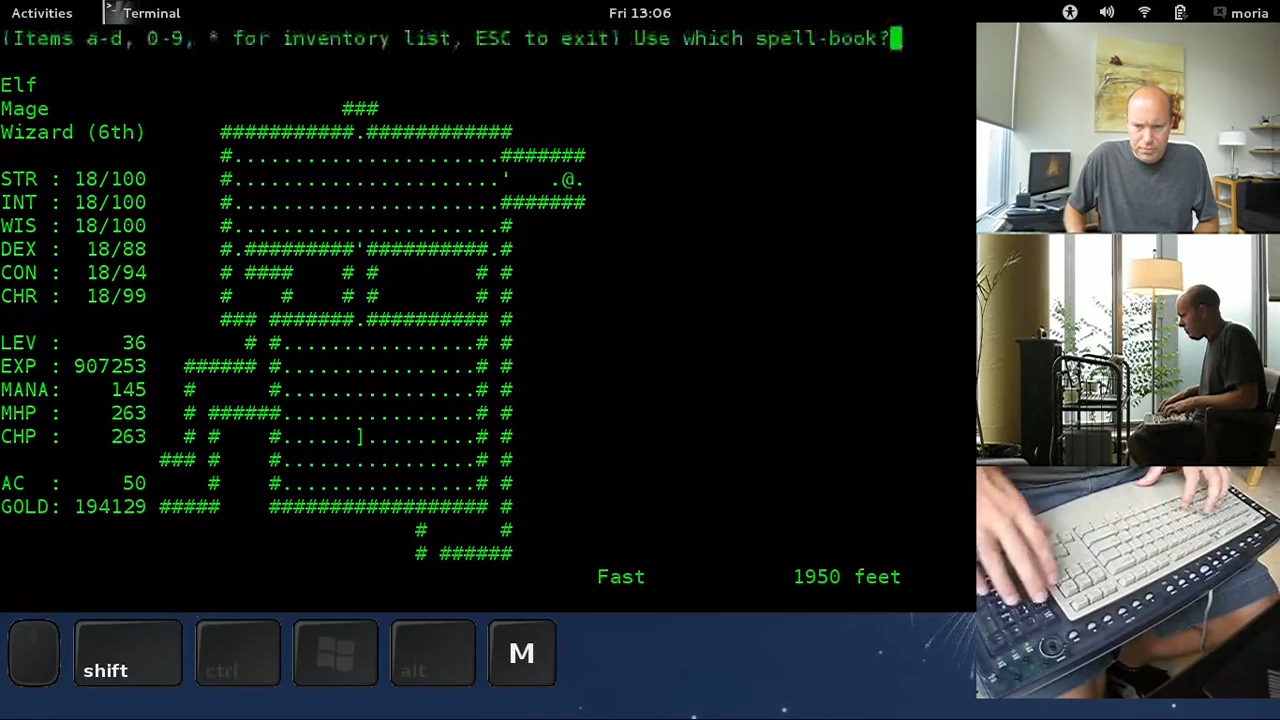 Activities Terminal Fri 13:06 moria
(Items a-d, 0-9, * for inventory list, ESC to exit) Use which spell-book?
Elf
Mage ###
Wizard (6th) ###########.############
#......................#######
STR : 18/100 #......................' .@.
INT : 18/100 #......................#######
WIS : 18/100 #.....................#
DEX : 18/88 #.#########'##########.#
CON : 18/94 # #### # # # #
CHR : 18/99 # # # # # #
### #######.########## #
LEV : 36 # #................# #
EXP : 907253 ###### #................# #
MANA: 145 # #................# #
MHP : 263 # ######................# #
CHP : 263 # # #......].........# #
### # #................# #
AC : 50 # #................# #
GOLD: 194129 ##### ################## #
# #
# ######
Fast 1950 feet
shift ctrl alt M